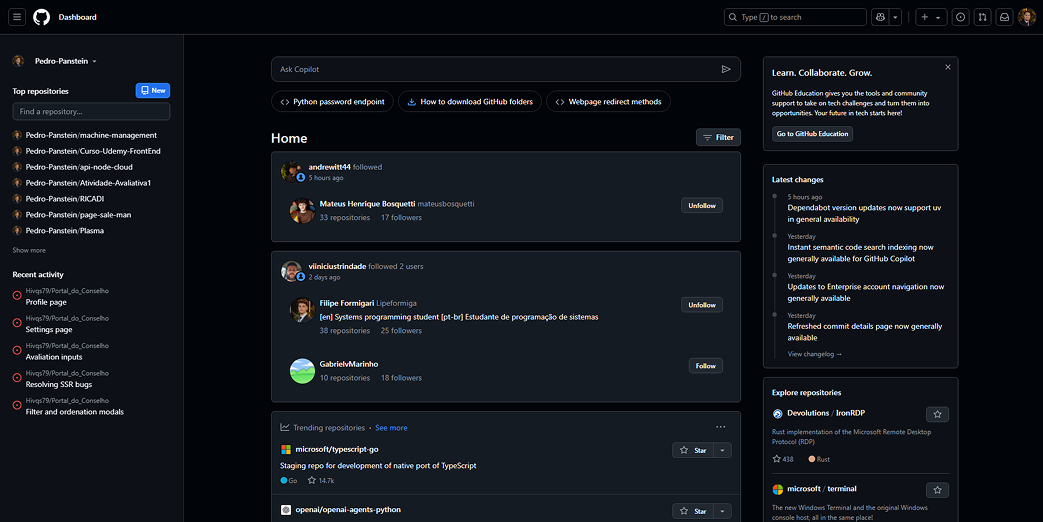 Dashboard
Type / to search
Pedro-Panstein
Top repositories
New
Find a repository...
Pedro-Panstein/machine-management
Pedro-Panstein/Curso-Udemy-FrontEnd
Pedro-Panstein/api-node-cloud
Pedro-Panstein/Atividade-Avaliativa1
Pedro-Panstein/RICADI
Pedro-Panstein/page-sale-man
Pedro-Panstein/Plasma
Show more
Recent activity
Hivqs79/Portal_do_Conselho
Profile page
Hivqs79/Portal_do_Conselho
Settings page
Hivqs79/Portal_do_Conselho
Avaliation inputs
Hivqs79/Portal_do_Conselho
Resolving SSR bugs
Hivqs79/Portal_do_Conselho
Filter and ordenation modals
Ask Copilot
Python password endpoint
How to download GitHub folders
Webpage redirect methods
Home
Filter
andrewitt44 followed
5 hours ago
Mateus Henrique Bosquetti mateusbosquetti
Unfollow
33 repositories 17 followers
viiniciustrindade followed 2 users
2 days ago
Filipe Formigari Lipeformiga
Unfollow
[en] Systems programming student [pt-br] Estudante de programação de sistemas
38 repositories 25 followers
GabrielvMarinho
Follow
10 repositories 18 followers
Trending repositories · See more
microsoft/typescript-go
Star
Staging repo for development of native port of TypeScript
Go 14.7k
openai/openai-agents-python
Star
Learn. Collaborate. Grow.
GitHub Education gives you the tools and community
support to take on tech challenges and turn them into
opportunities. Your future in tech starts here!
Go to GitHub Education
Latest changes
5 hours ago
Dependabot version updates now support uv
in general availability
Yesterday
Instant semantic code search indexing now
generally available for GitHub Copilot
Yesterday
Updates to Enterprise account navigation now
generally available
Yesterday
Refreshed commit details page now generally
available
View changelog →
Explore repositories
Devolutions / IronRDP
Rust implementation of the Microsoft Remote Desktop
Protocol (RDP)
438 Rust
microsoft / terminal
The new Windows Terminal and the original Windows
console host, all in the same place!